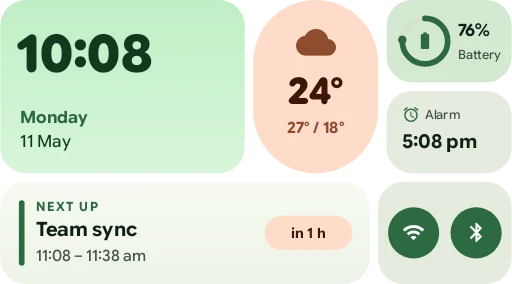 10:08
Monday
11 May
24°
27° / 18°
76%
Battery
Alarm
5:08 pm
NEXT UP
Team sync
11:08 – 11:38 am
in 1 h